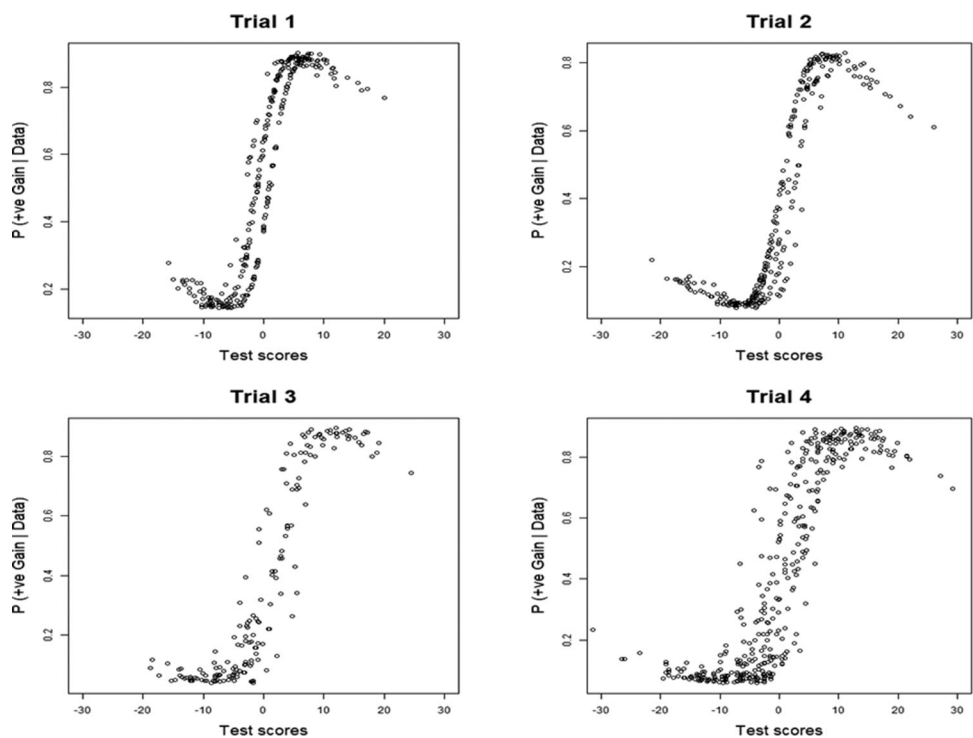 Trial 1
P (+ve Gain | Data)
0.8
0.6
0.4
0.2
-30 -20 -10 0 10 20 30
Test scores
Trial 2
P (+ve Gain | Data)
0.8
0.6
0.4
0.2
-30 -20 -10 0 10 20 30
Test scores
Trial 3
P (+ve Gain | Data)
0.8
0.6
0.4
0.2
-30 -20 -10 0 10 20 30
Test scores
Trial 4
P (+ve Gain | Data)
0.8
0.6
0.4
0.2
-30 -20 -10 0 10 20 30
Test scores